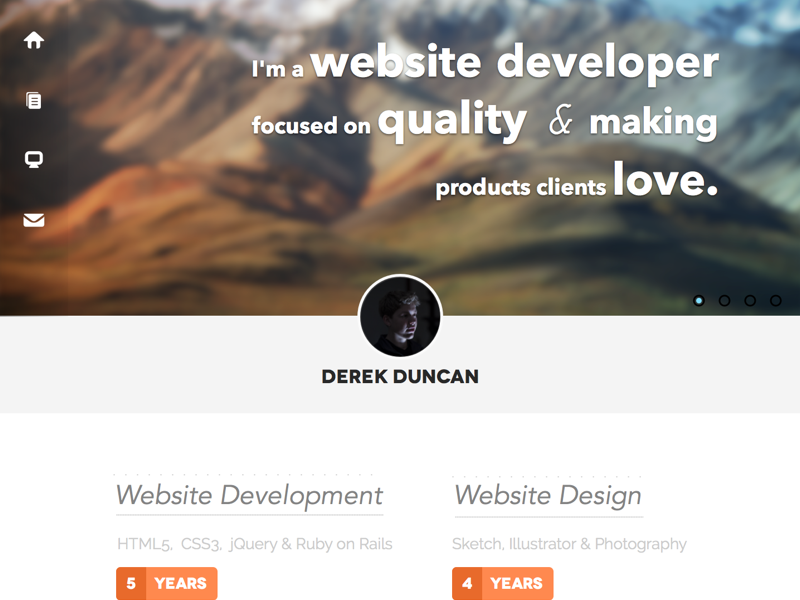 I'm a website developer
focused on quality & making
products clients love.
DEREK DUNCAN
Website Development
HTML5, CSS3, jQuery & Ruby on Rails
5 YEARS
Website Design
Sketch, Illustrator & Photography
4 YEARS